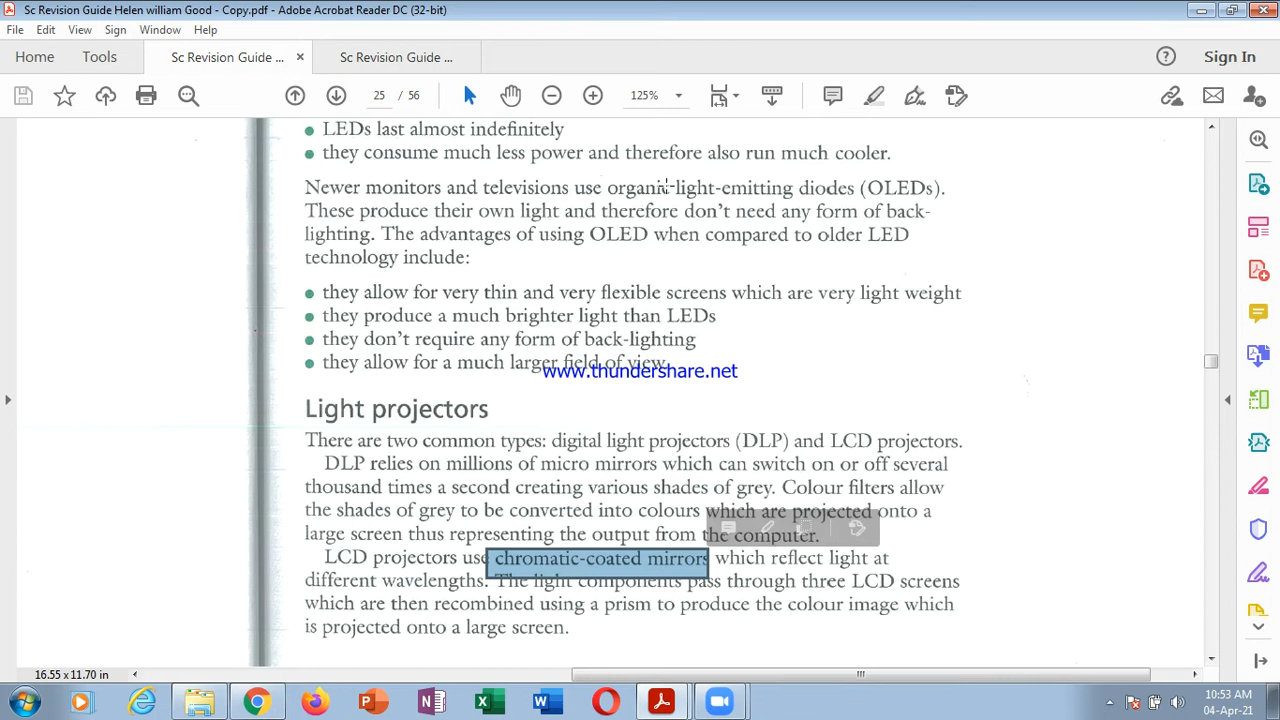 Sc Revision Guide Helen william Good - Copy.pdf - Adobe Acrobat Reader DC (32-bit)
File Edit View Sign Window Help
Home Tools Sc Revision Guide ... × Sc Revision Guide ... Sign In
25 / 56 125%
LEDs last almost indefinitely
they consume much less power and therefore also run much cooler.
Newer monitors and televisions use organic-light-emitting diodes (OLEDs).
These produce their own light and therefore don't need any form of back-
lighting. The advantages of using OLED when compared to older LED
technology include:
they allow for very thin and very flexible screens which are very light weight
they produce a much brighter light than LEDs
they don't require any form of back-lighting
they allow for a much larger field of view.
www.thundershare.net
Light projectors
There are two common types: digital light projectors (DLP) and LCD projectors.
DLP relies on millions of micro mirrors which can switch on or off several
thousand times a second creating various shades of grey. Colour filters allow
the shades of grey to be converted into colours which are projected onto a
large screen thus representing the output from the computer.
LCD projectors use chromatic-coated mirrors which reflect light at
different wavelengths. The light components pass through three LCD screens
which are then recombined using a prism to produce the colour image which
is projected onto a large screen.
16.55 x 11.70 in
10:53 AM
04-Apr-21